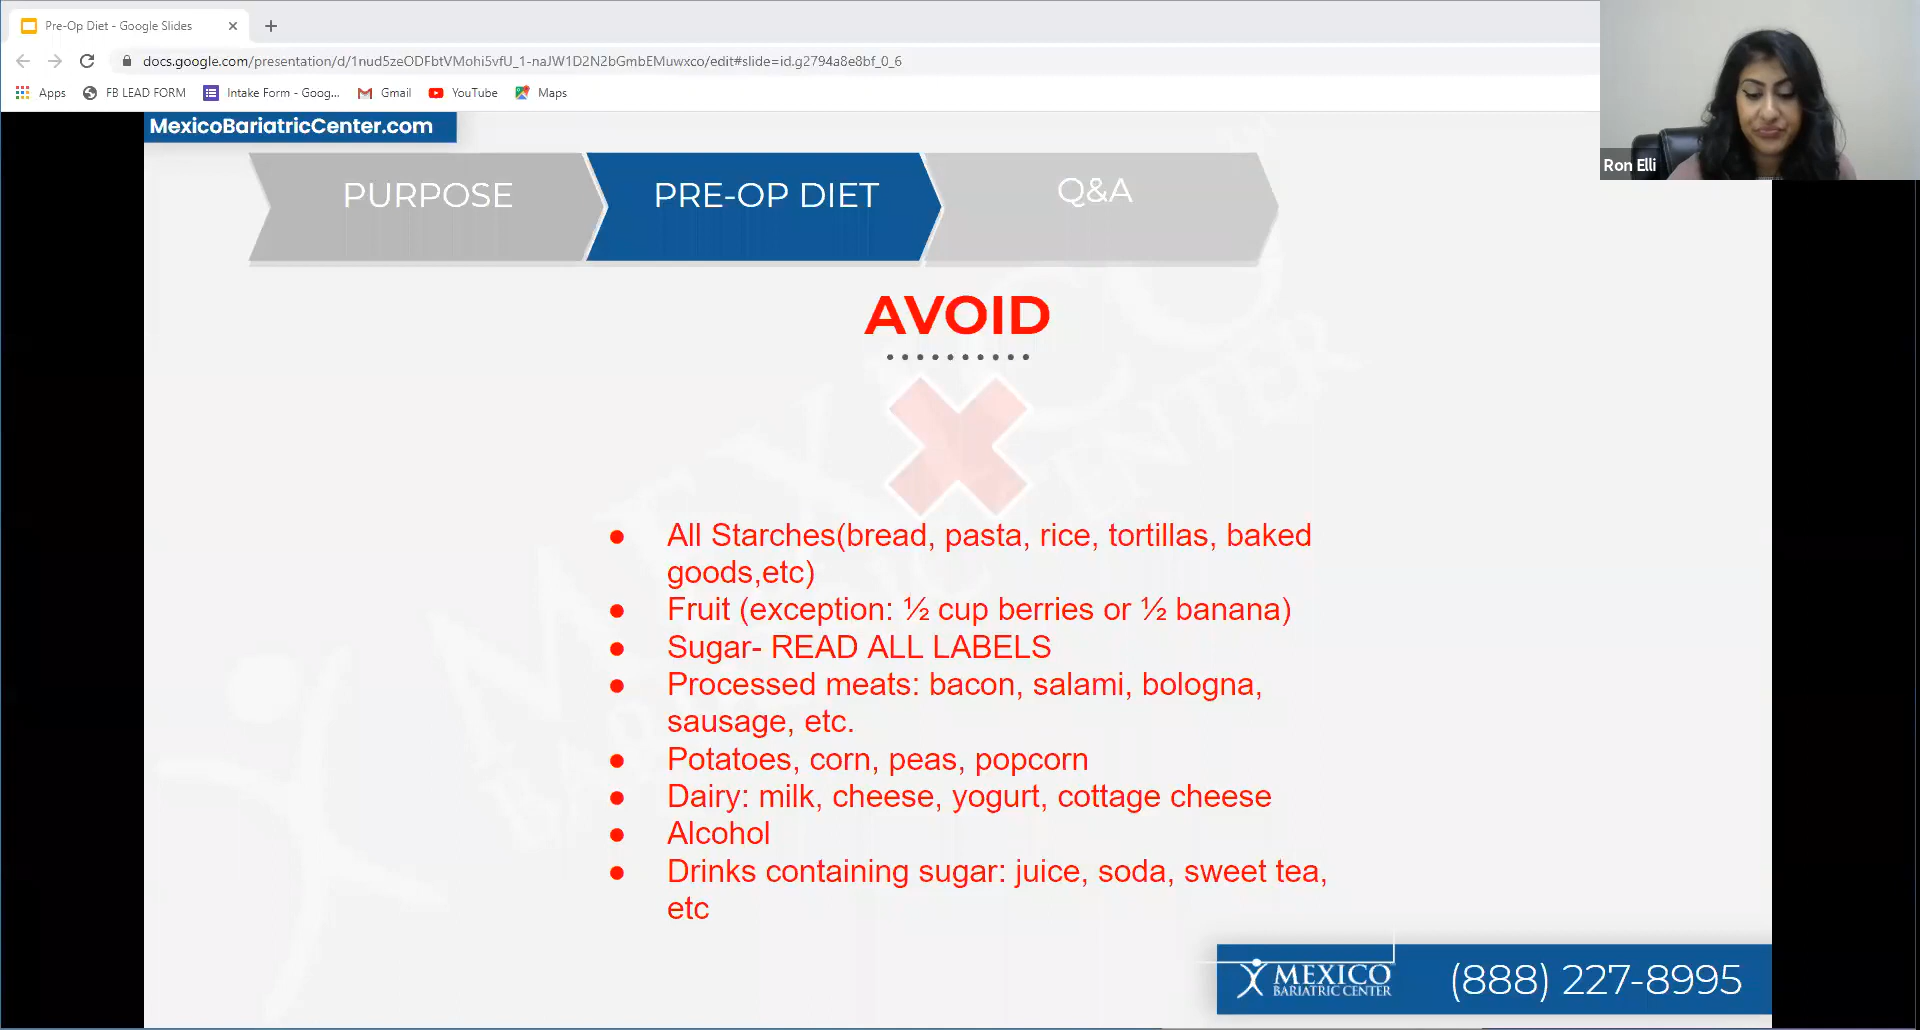 Pre-Op Diet - Google Slides
docs.google.com/presentation/d/1nud5zeODFbtVMohi5vfU_1-naJW1D2N2bGmbEMuwxco/edit#slide=id.g2794a8e8bf_0_6
Apps FB LEAD FORM Intake Form - Goog... Gmail YouTube Maps
Ron Elli
MexicoBariatricCenter.com
PURPOSE PRE-OP DIET Q&A
AVOID
● All Starches(bread, pasta, rice, tortillas, baked
goods,etc)
● Fruit (exception: ½ cup berries or ½ banana)
● Sugar- READ ALL LABELS
● Processed meats: bacon, salami, bologna,
sausage, etc.
● Potatoes, corn, peas, popcorn
● Dairy: milk, cheese, yogurt, cottage cheese
● Alcohol
● Drinks containing sugar: juice, soda, sweet tea,
etc
MEXICO
BARIATRIC CENTER
(888) 227-8995